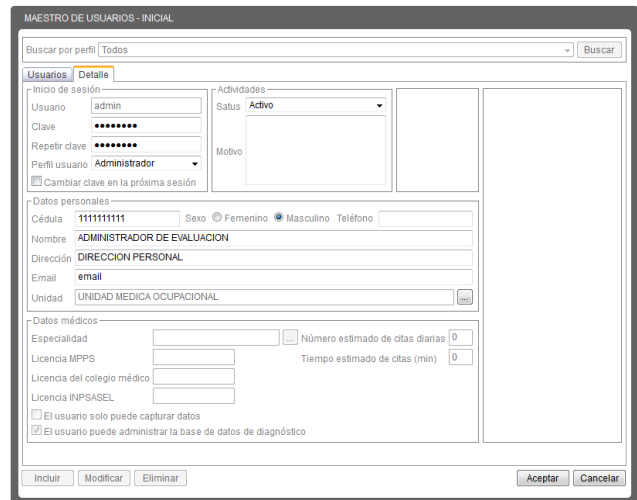 MAESTRO DE USUARIOS - INICIAL
Buscar por perfil Todos Buscar
Usuarios Detalle
Inicio de sesión Actividades
Usuario admin Satus Activo
Clave ●●●●●●●●
Repetir clave ●●●●●●●● Motivo
Perfil usuario Administrador
Cambiar clave en la próxima sesión
Datos personales
Cédula 1111111111 Sexo Femenino Masculino Teléfono
Nombre ADMINISTRADOR DE EVALUACION
Dirección DIRECCION PERSONAL
Email email
Unidad UNIDAD MEDICA OCUPACIONAL ...
Datos médicos
Especialidad ... Número estimado de citas diarias 0
Licencia MPPS Tiempo estimado de citas (min) 0
Licencia del colegio médico
Licencia INPSASEL
El usuario solo puede capturar datos
El usuario puede administrar la base de datos de diagnóstico
Incluir Modificar Eliminar Aceptar Cancelar